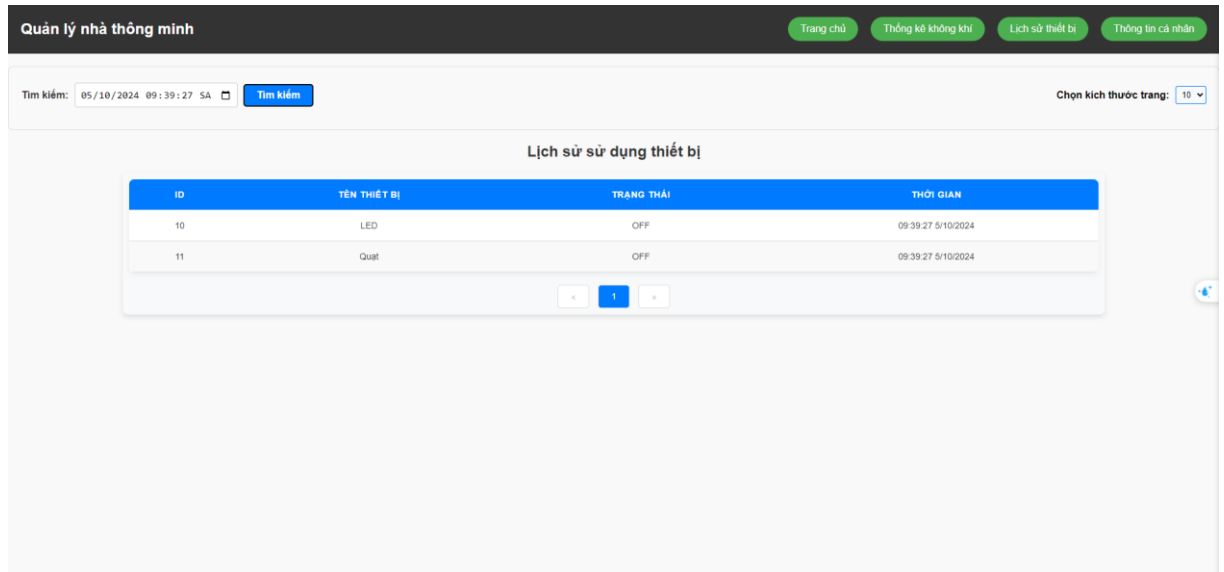 Quản lý nhà thông minh Trang chủ Thống kê không khí Lịch sử thiết bị Thông tin cá nhân
Tìm kiếm: 05/10/2024 09:39:27 SA Tìm kiếm Chọn kích thước trang: 10
Lịch sử sử dụng thiết bị
ID TÊN THIẾT BỊ TRẠNG THÁI THỜI GIAN
10 LED OFF 09:39:27 5/10/2024
11 Quạt OFF 09:39:27 5/10/2024
« 1 »